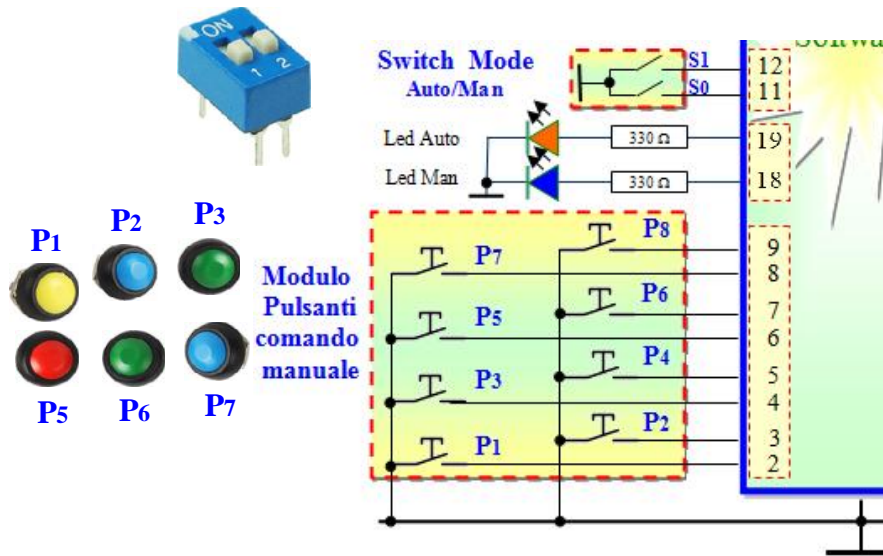 ON
1 2
Switch Mode
Auto/Man
S1
S0
12
11
Led Auto
330 Ω
19
Led Man
330 Ω
18
P1
P2
P3
P5
P6
P7
Modulo
Pulsanti
comando
manuale
P8
9
P7
8
P6
7
P5
6
P4
5
P3
4
P2
3
P1
2